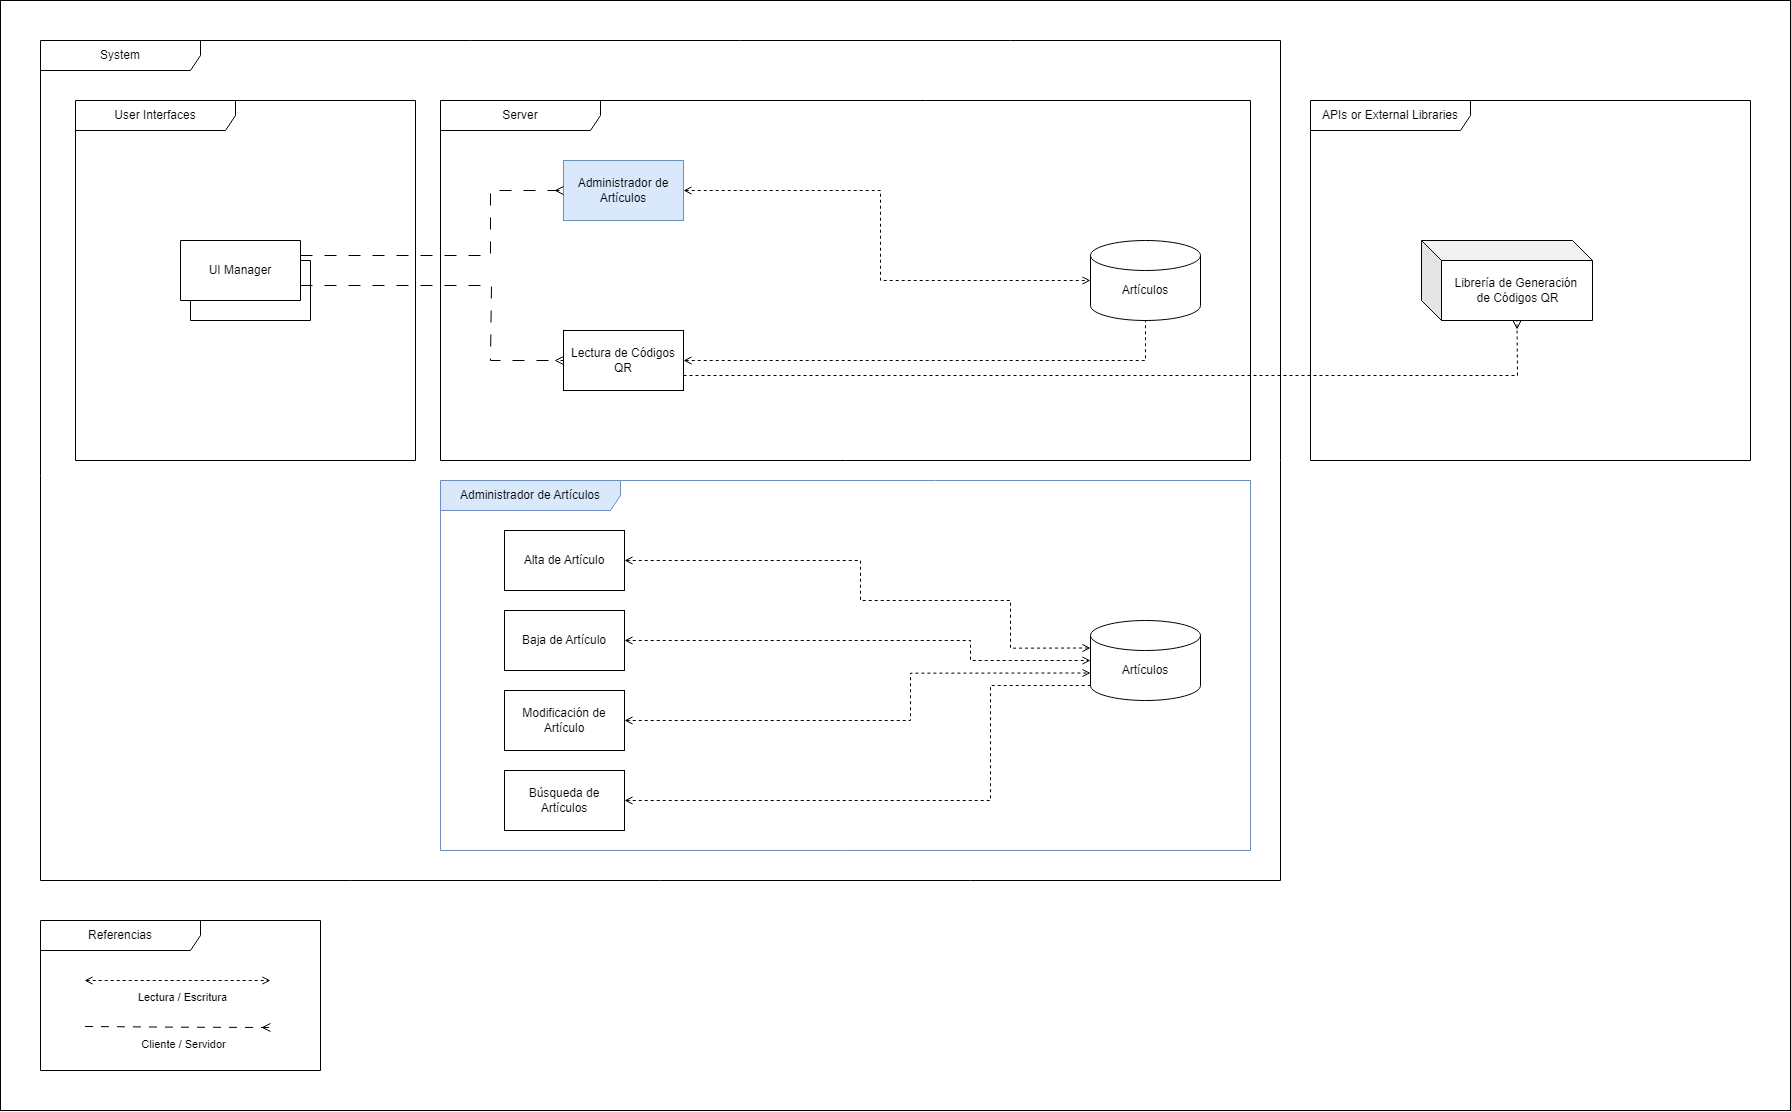 System
User Interfaces
Server
APIs or External Libraries
Administrador de
Artículos
UI Manager
Artículos
Librería de Generación
de Códigos QR
Lectura de Códigos
QR
Administrador de Artículos
Alta de Artículo
Baja de Artículo
Artículos
Modificación de
Artículo
Búsqueda de
Artículos
Referencias
Lectura / Escritura
Cliente / Servidor